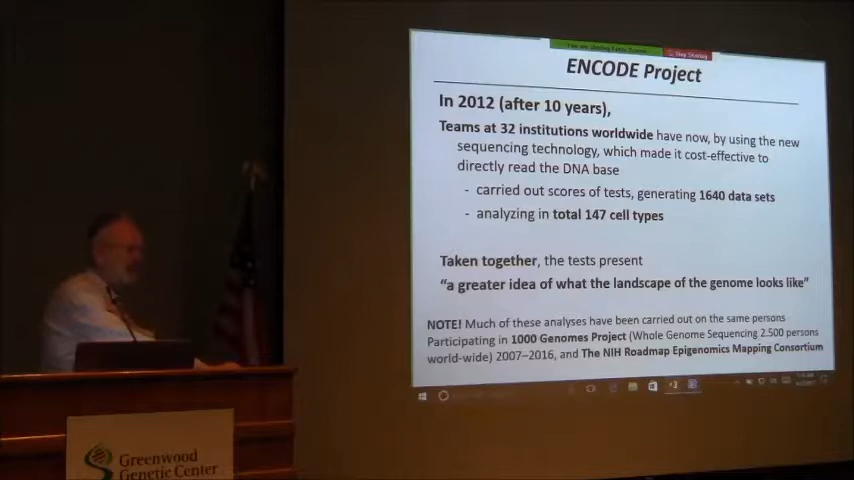 Stop Sharing
ENCODE Project
In 2012 (after 10 years),
Teams at 32 institutions worldwide have now, by using the new
sequencing technology, which made it cost-effective to
directly read the DNA base
- carried out scores of tests, generating 1640 data sets
- analyzing in total 147 cell types
Taken together, the tests present
“a greater idea of what the landscape of the genome looks like”
NOTE! Much of these analyses have been carried out on the same persons
Participating in 1000 Genomes Project (Whole Genome Sequencing 2.500 persons
world-wide) 2007–2016, and The NIH Roadmap Epigenomics Mapping Consortium
Greenwood
Genetic Center